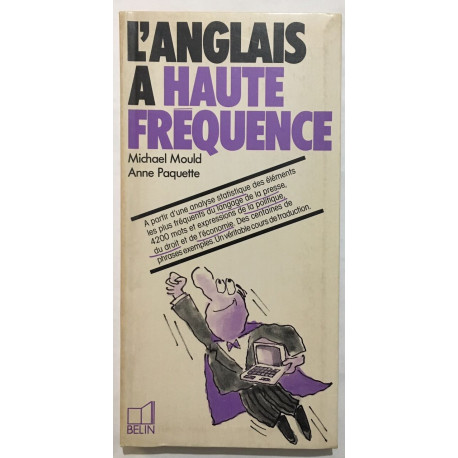 L'ANGLAIS
A HAUTE
FRÉQUENCE
Michael Mould
Anne Paquette
A partir d'une analyse statistique des éléments
les plus fréquents du langage de la presse,
4200 mots et expressions de la politique,
du droit et de l'économie. Des centaines de
phrases exemples. Un véritable cours de traduction.
BELIN